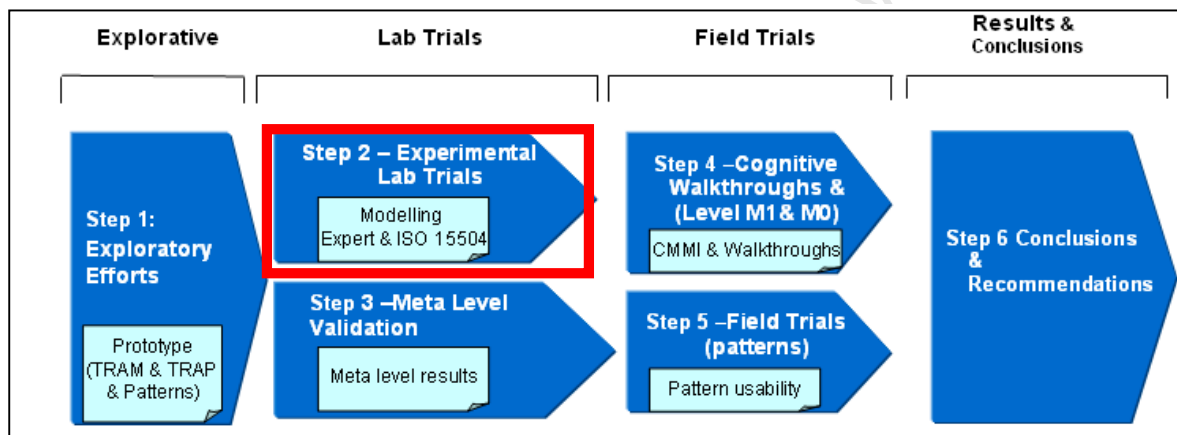 Explorative
Lab Trials
Field Trials
Results &
Conclusions
Step 1:
Exploratory
Efforts
Prototype
(TRAM & TRAP
& Patterns)
Step 2 – Experimental
Lab Trials
Modelling
Expert & ISO 15504
Step 3 –Meta Level
Validation
Meta level results
Step 4 –Cognitive
Walkthroughs &
(Level M1& M0)
CMMI & Walkthroughs
Step 5 –Field Trials
(patterns)
Pattern usability
Step 6 Conclusions
&
Recommendations